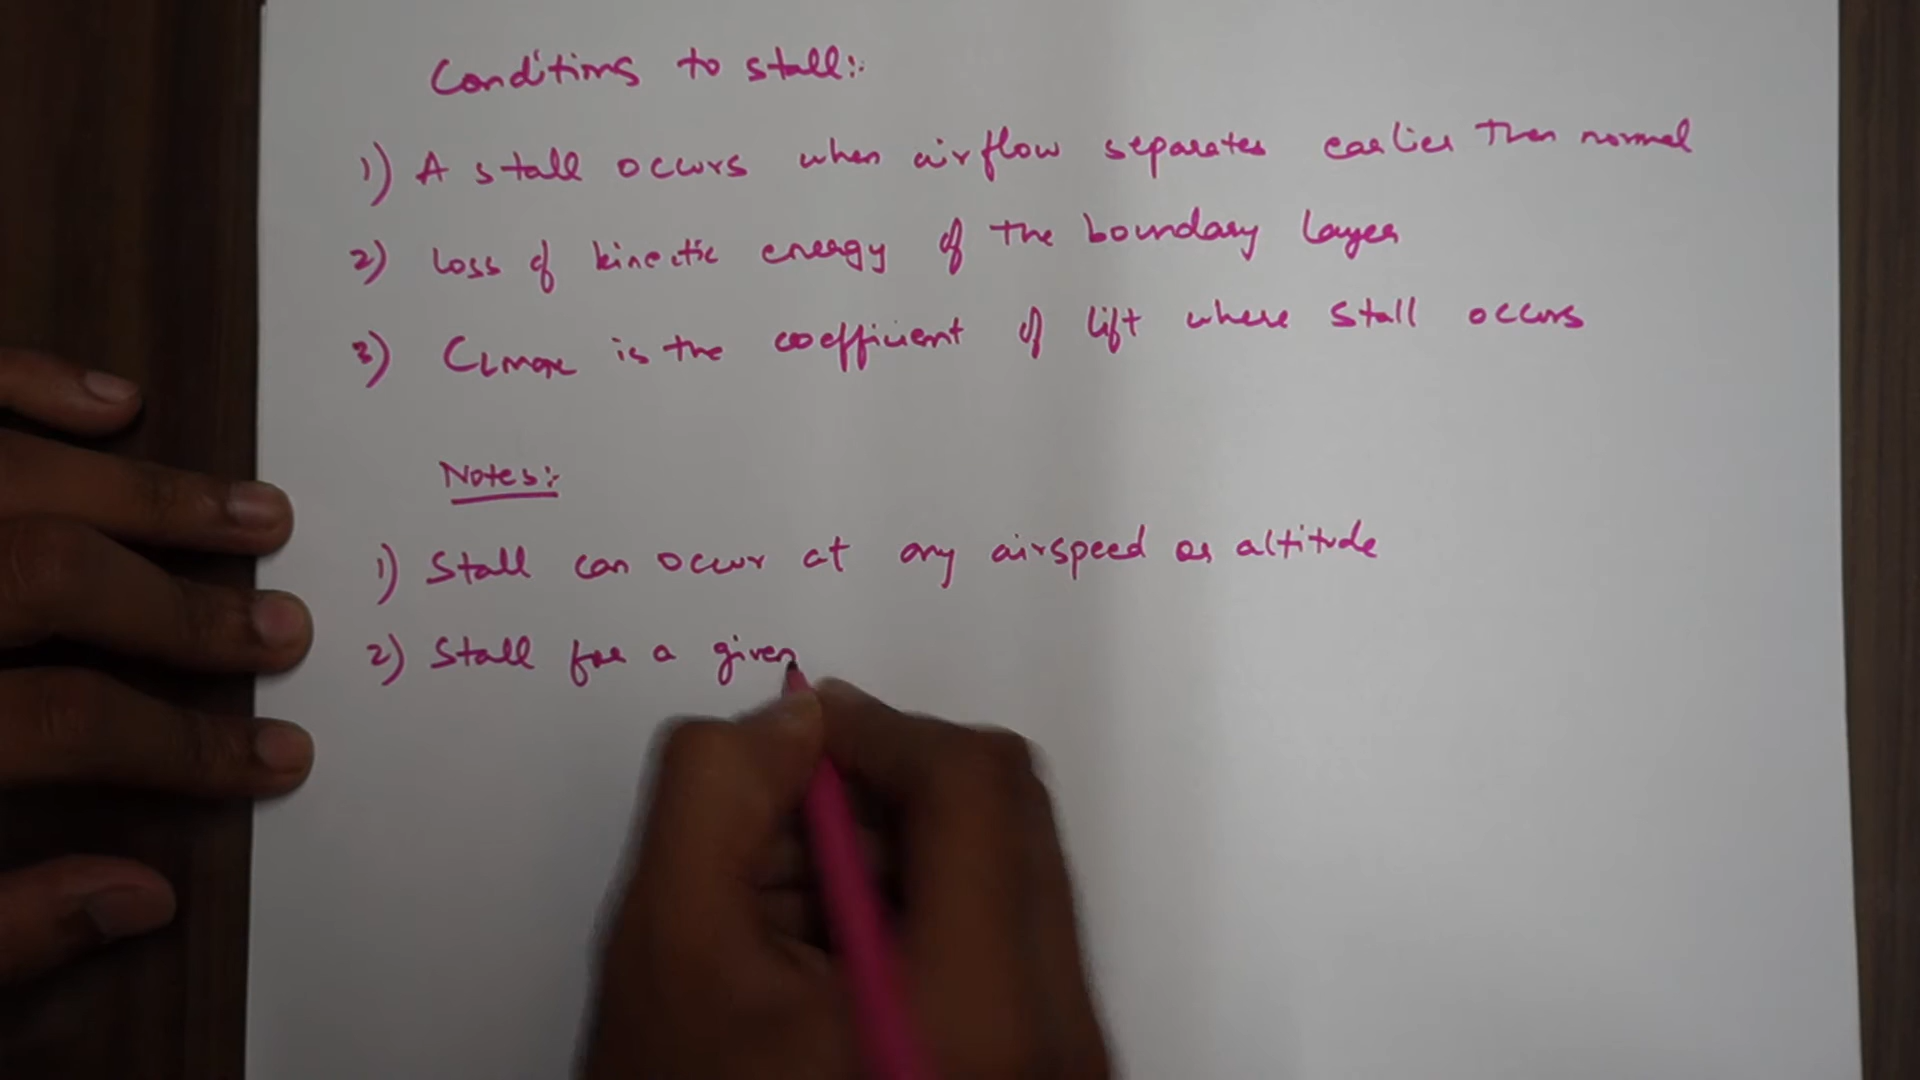 Conditions to stall:-
1) A stall occurs when airflow separates earlier then normal
2) Loss of kinectic energy of the boundary layer
3) CLmax is the coefficient of lift where stall occurs
Notes:-
1) Stall can occur at any airspeed or altitude
2) Stall for a given